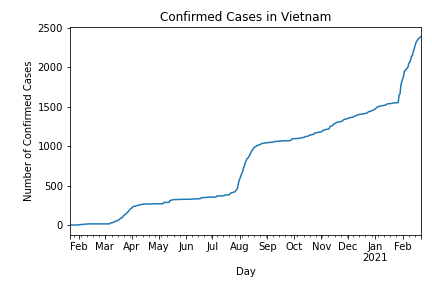 Confirmed Cases in Vietnam
Number of Confirmed Cases
2500
2000
1500
1000
500
0
Feb Mar Apr May Jun Jul Aug Sep Oct Nov Dec Jan Feb
2021
Day